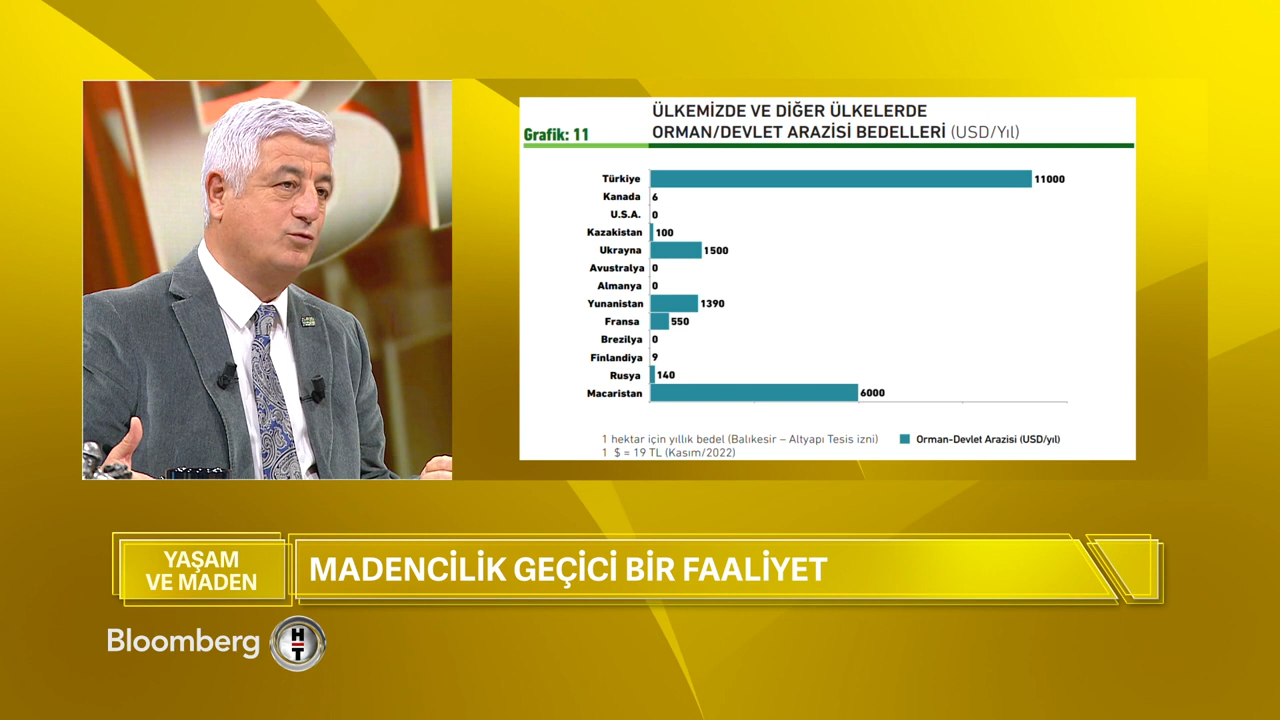 Grafik: 11
ÜLKEMİZDE VE DİĞER ÜLKELERDE
ORMAN/DEVLET ARAZİSİ BEDELLERİ (USD/Yıl)
Türkiye 11000
Kanada 6
U.S.A. 0
Kazakistan 100
Ukrayna 1500
Avustralya 0
Almanya 0
Yunanistan 1390
Fransa 550
Brezilya 0
Finlandiya 9
Rusya 140
Macaristan 6000
1 hektar için yıllık bedel (Balıkesir – Altyapı Tesis izni)
1 $ = 19 TL (Kasım/2022)
Orman-Devlet Arazisi (USD/yıl)
YAŞAM
VE MADEN
MADENCİLİK GEÇİCİ BİR FAALİYET
Bloomberg HT